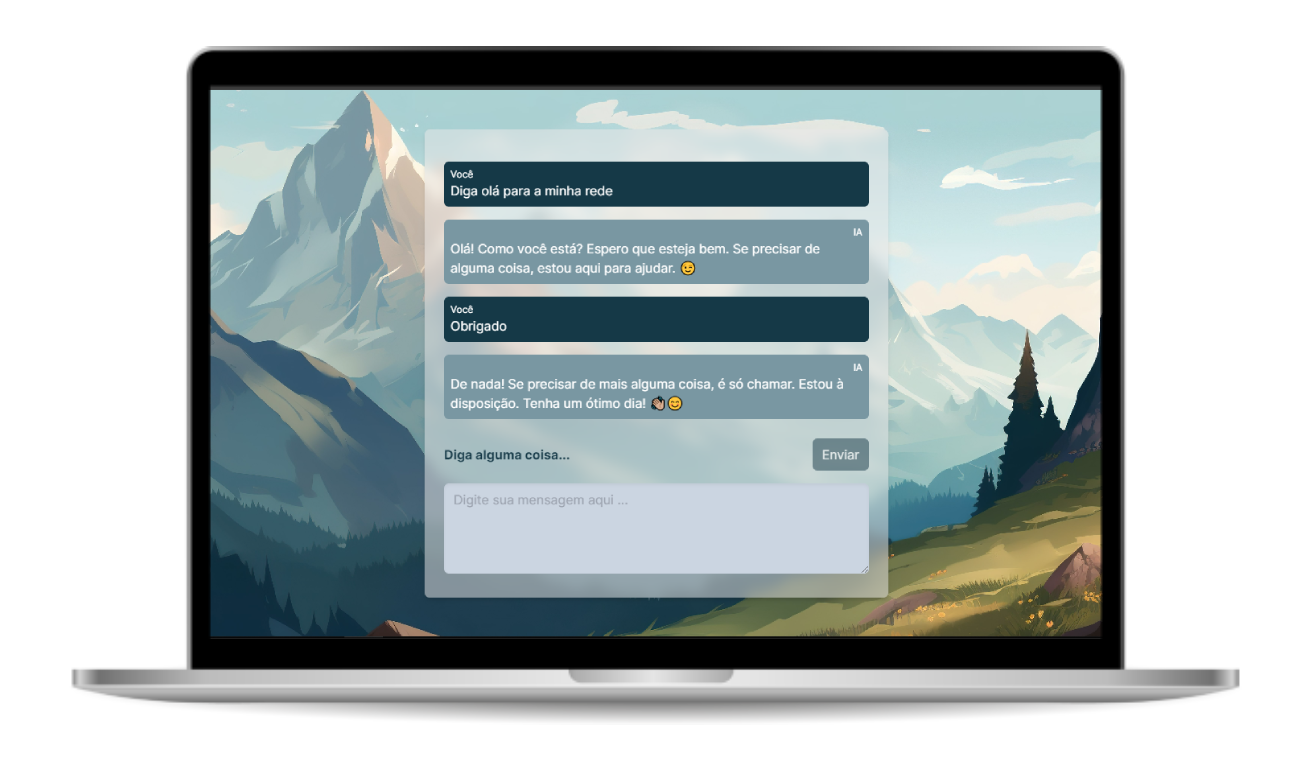 Você
Diga olá para a minha rede
IA
Olá! Como você está? Espero que esteja bem. Se precisar de
alguma coisa, estou aqui para ajudar. 😉
Você
Obrigado
IA
De nada! Se precisar de mais alguma coisa, é só chamar. Estou à
disposição. Tenha um ótimo dia! 👋🏽😊
Diga alguma coisa...
Enviar
Digite sua mensagem aqui ...